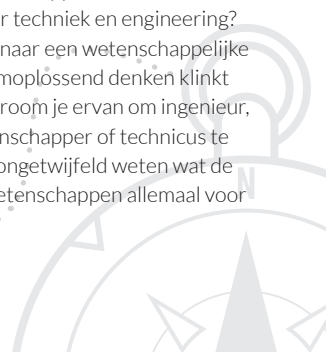 r techniek en engineering?
naar een wetenschappelijke
moplossend denken klinkt
room je ervan om ingenieur,
nschapper of technicus te
ongetwijfeld weten wat de
etenschappen allemaal voor
N